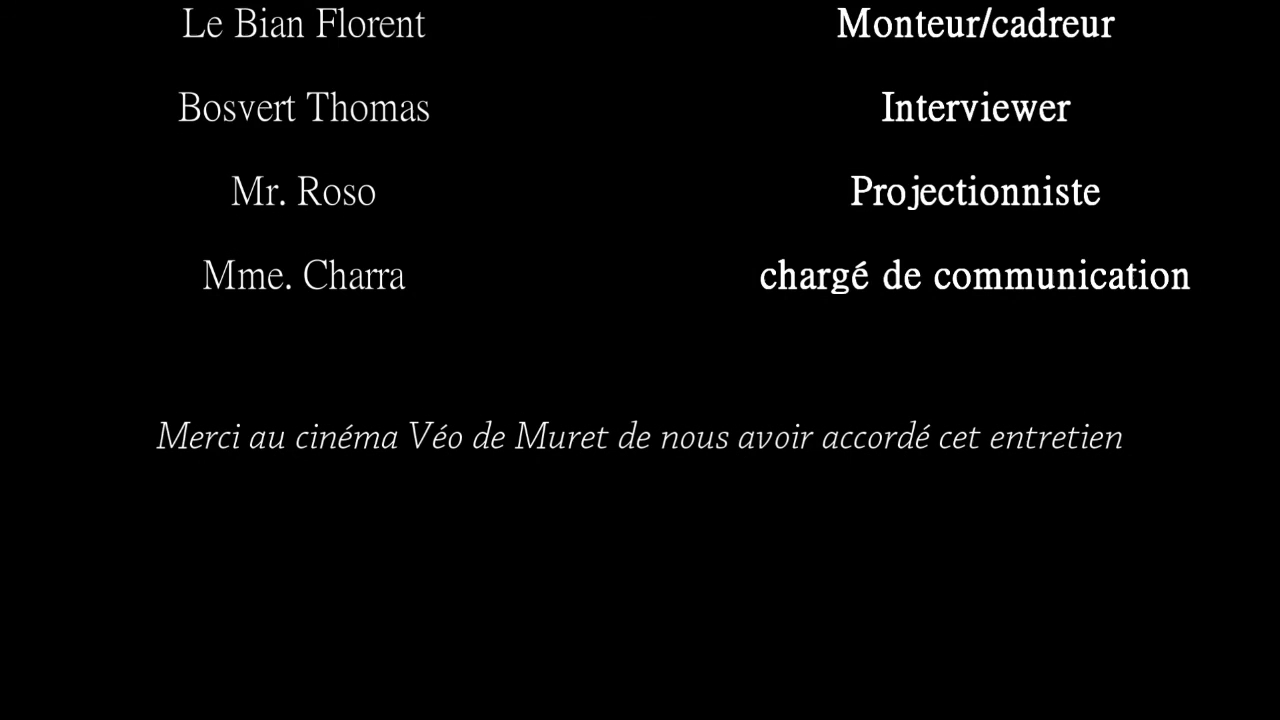 Le Bian Florent Monteur/cadreur
Bosvert Thomas Interviewer
Mr. Roso Projectionniste
Mme. Charra chargé de communication
Merci au cinéma Véo de Muret de nous avoir accordé cet entretien